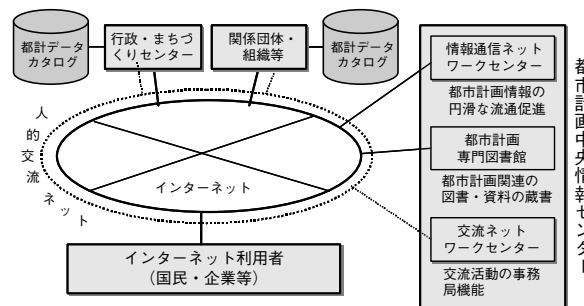 都計データ
カタログ
行政・まちづ
くりセンター
関係団体・
組織等
都計データ
カタログ
人的交流ネット
インターネット
インターネット利用者
（国民・企業等）
情報通信ネット
ワークセンター
都市計画情報の
円滑な流通促進
都市計画
専門図書館
都市計画関連の
図書・資料の蔵書
交流ネット
ワークセンター
交流活動の事務
局機能
都市計画中央情報センター